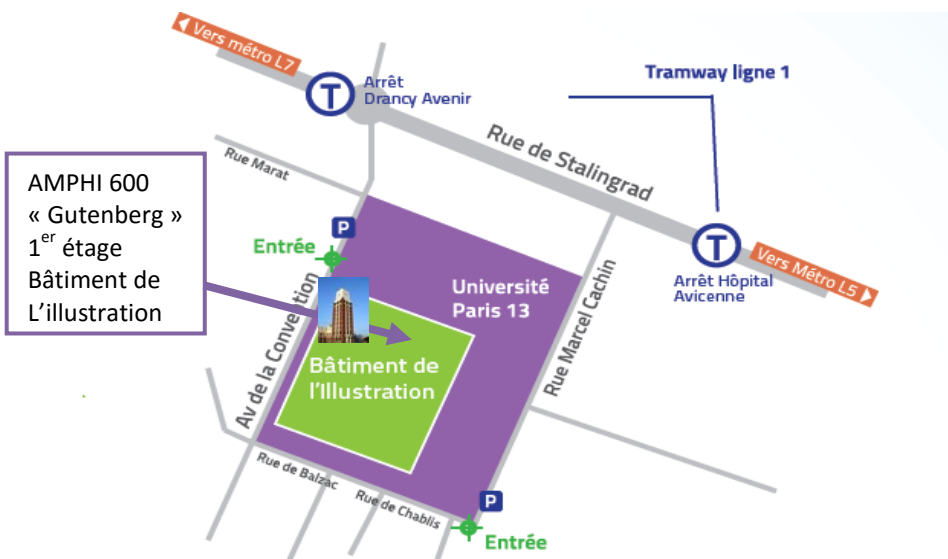 ◀ Vers métro L7
T
Arrêt
Drancy Avenir
Tramway ligne 1
Rue de Stalingrad
Rue Marat
AMPHI 600
« Gutenberg »
1er étage
Bâtiment de
L’illustration
P
Entrée
T
Arrêt Hôpital
Avicenne
Vers Métro L5 ▶
Université
Paris 13
Av de la Convention
Rue Marcel Cachin
Bâtiment de
l’Illustration
Rue de Balzac
Rue de Chablis
P
Entrée